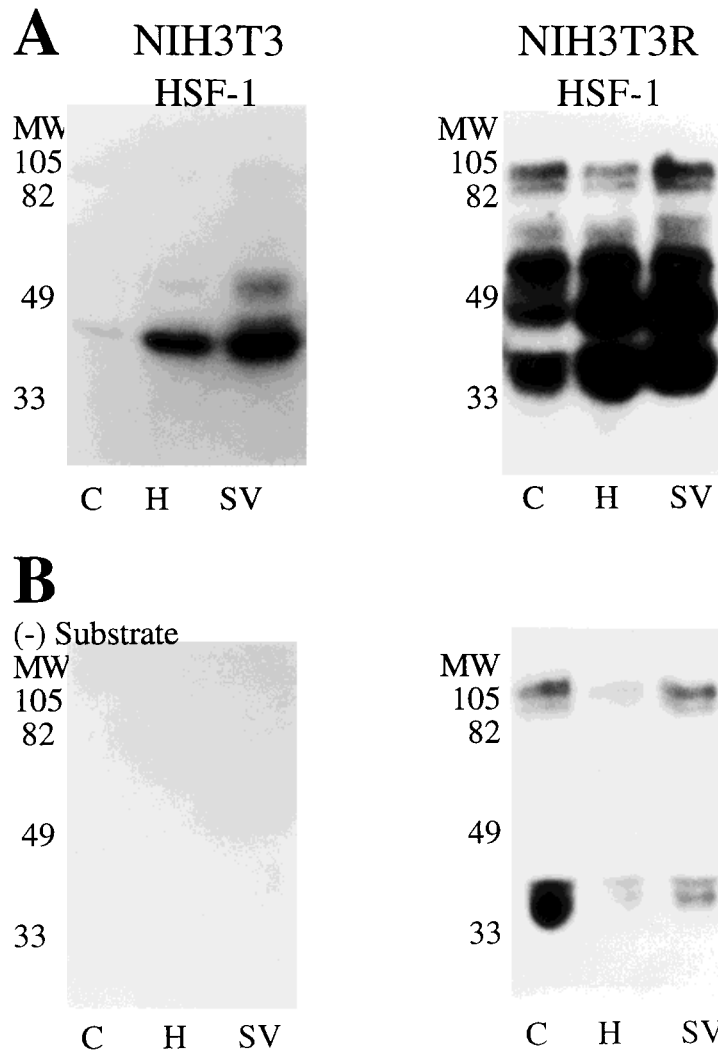 A
NIH3T3
HSF-1
MW
105
82
49
33
C H SV
NIH3T3R
HSF-1
MW
105
82
49
33
C H SV
B
(-) Substrate
MW
105
82
49
33
C H SV
MW
105
82
49
33
C H SV